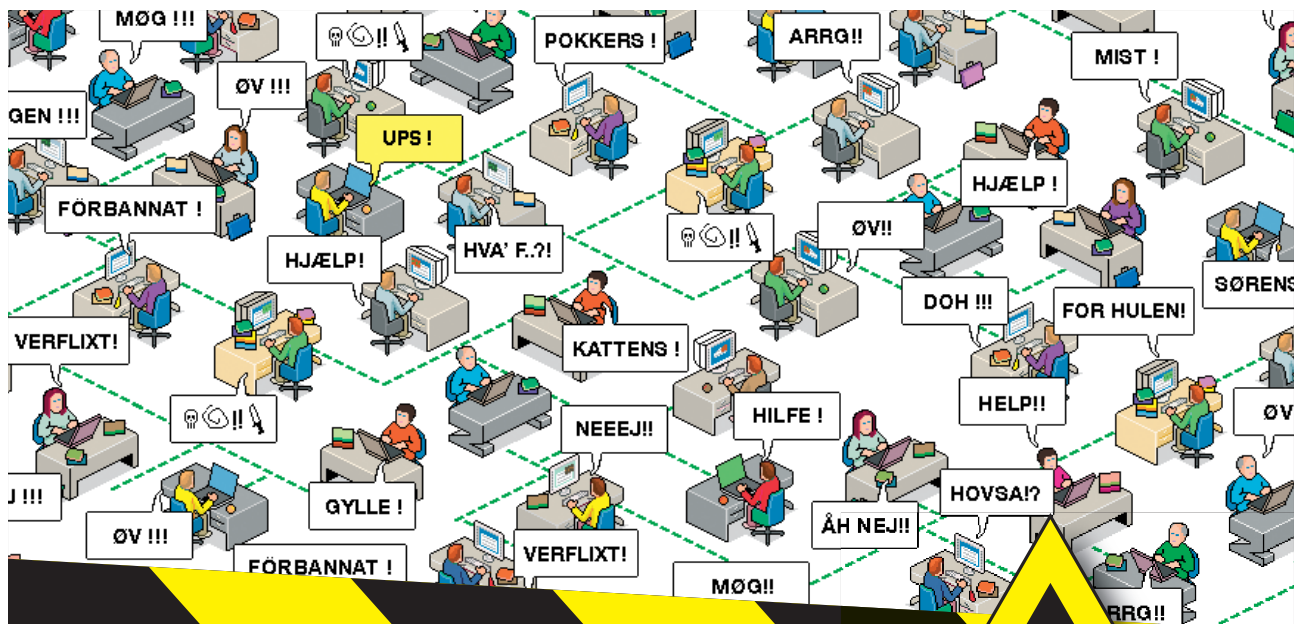 MØG !!!
POKKERS !
ARRG!!
MIST !
ØV !!!
GEN !!!
UPS !
HJÆLP !
FÖRBANNAT !
HVA' F..?!
ØV!!
HJÆLP!
SØRENS
DOH !!!
FOR HULEN!
VERFLIXT!
KATTENS !
HELP!!
ØV
!!
NEEEJ!!
HILFE !
J !!!
GYLLE !
HOVSA!?
ØV !!!
ÅH NEJ!!
VERFLIXT!
FÖRBANNAT !
MØG!!
RRG!!